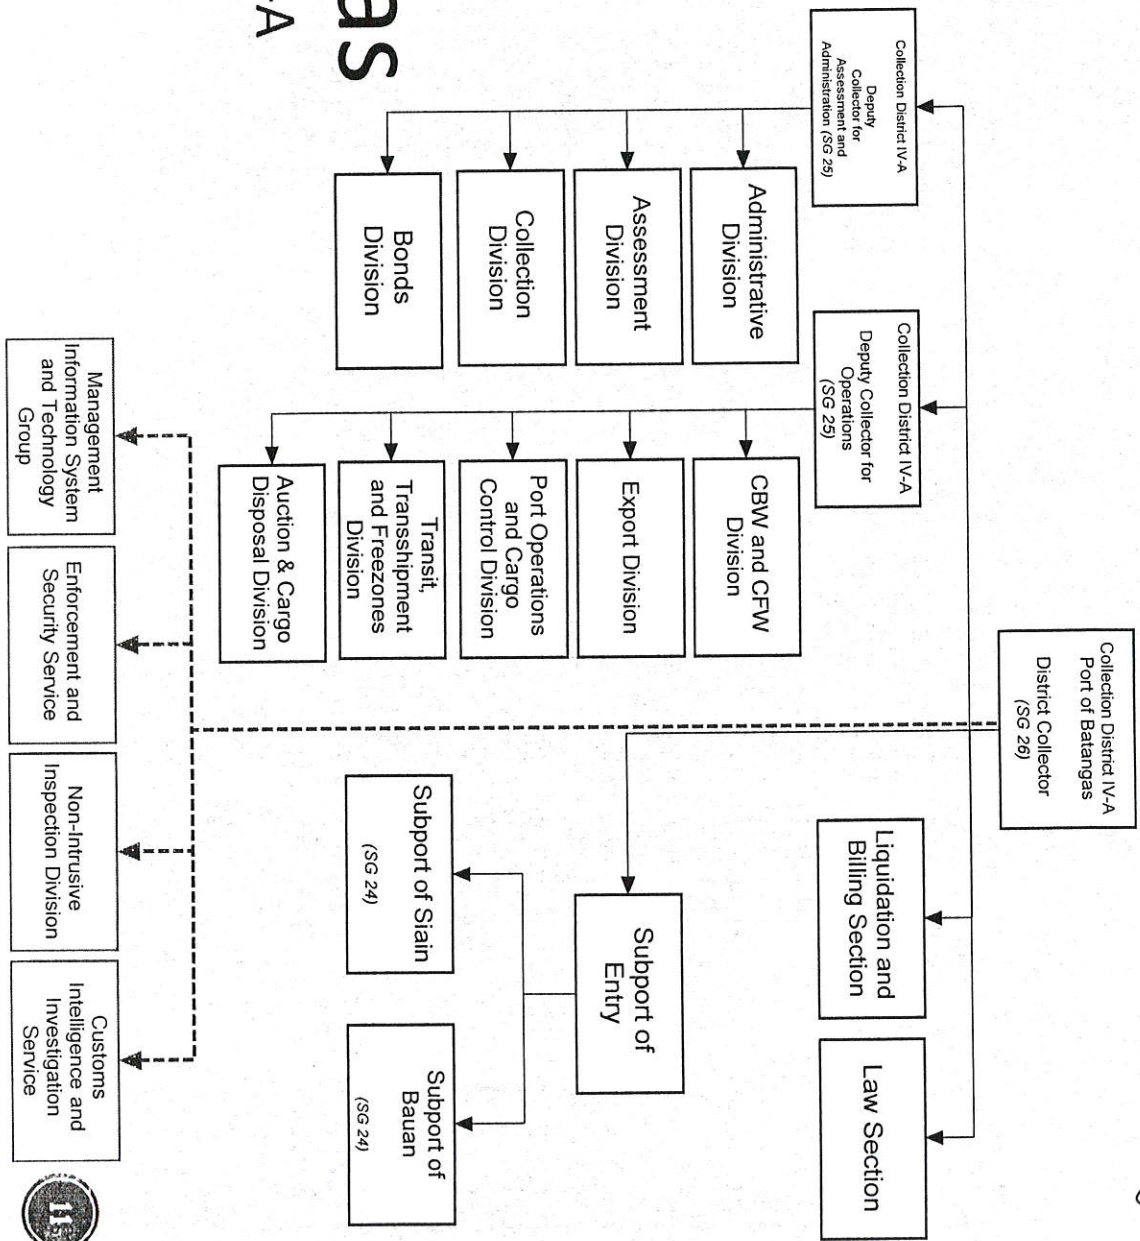 as
-A
Collection District IV-A
Port of Batangas
District Collector
(SG 26)
Collection District IV-A
Deputy
Collector for
Assessment and
Administration (SG 25)
Collection District IV-A
Deputy Collector for
Operations
(SG 25)
Liquidation and
Billing Section
Law Section
Administrative
Division
Assessment
Division
Collection
Division
Bonds
Division
CBW and CFW
Division
Export Division
Port Operations
and Cargo
Control Division
Transit,
Transshipment
and Freezones
Division
Auction & Cargo
Disposal Division
Subport of
Entry
Subport of Siain
(SG 24)
Subport of
Bauan
(SG 24)
Management
Information System
and Technology
Group
Enforcement and
Security Service
Non-Intrusive
Inspection Division
Customs
Intelligence and
Investigation
Service